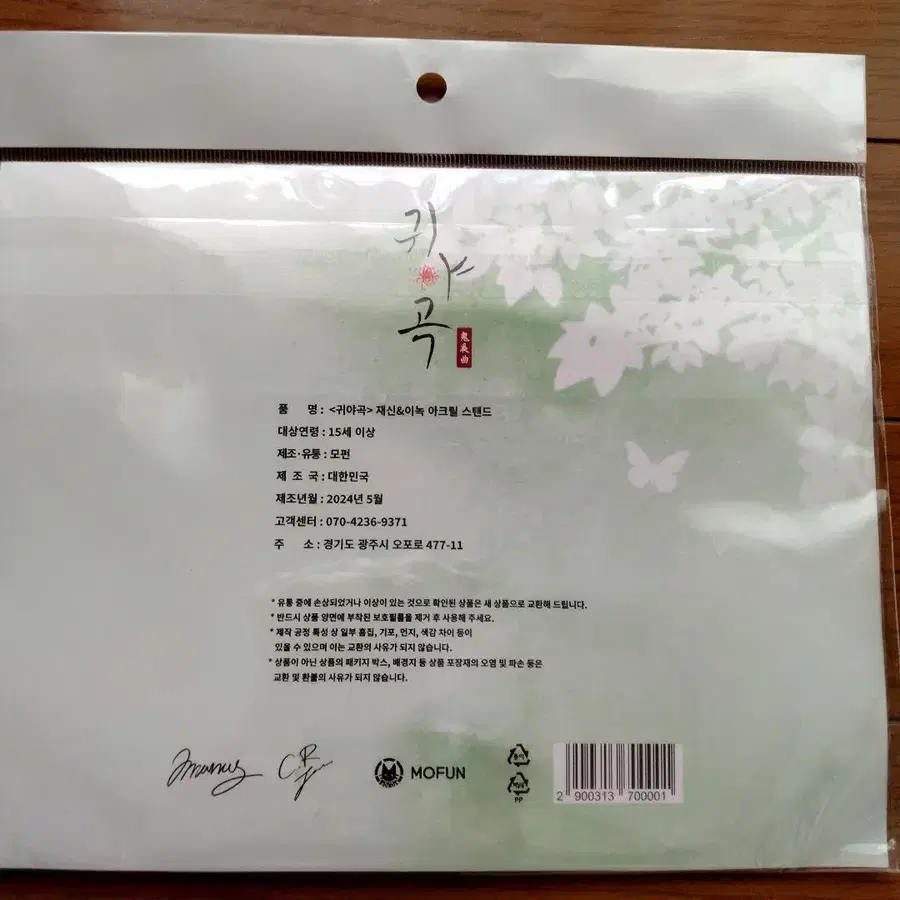 귀야곡
鬼夜曲
품 명 : <귀야곡> 재신&이녹 아크릴 스탠드
대상연령 : 15세 이상
제조·유통 : 모펀
제 조 국 : 대한민국
제조년월 : 2024년 5월
고객센터 : 070-4236-9371
주 소 : 경기도 광주시 오포로 477-11
* 유통 중에 손상되었거나 이상이 있는 것으로 확인된 상품은 새 상품으로 교환해 드립니다.
* 반드시 상품 양면에 부착된 보호필름을 제거 후 사용해 주세요.
* 제작 공정 특성 상 일부 흠집, 기포, 먼지, 색감 차이 등이
있을 수 있으며 이는 교환의 사유가 되지 않습니다.
* 상품이 아닌 상품의 패키지 박스, 배경지 등 상품 포장재의 오염 및 파손 등은
교환 및 환불의 사유가 되지 않습니다.
MOFUN
종이
비닐류
PP
2 900313 700001